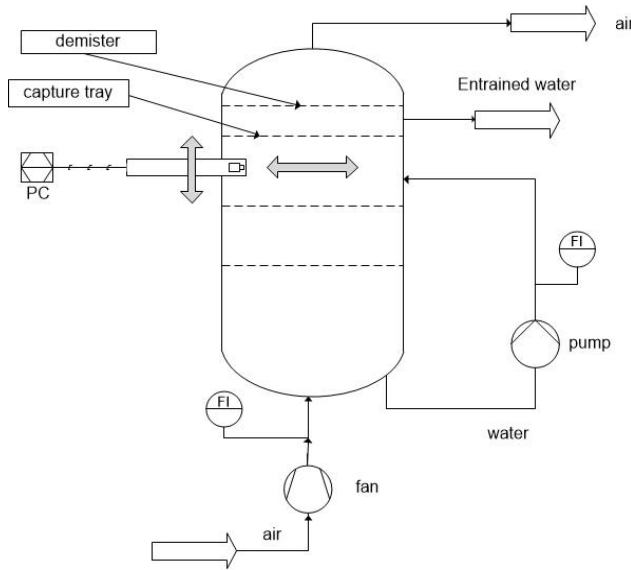 demister
air
capture tray
Entrained water
PC
FI
pump
FI
water
fan
air